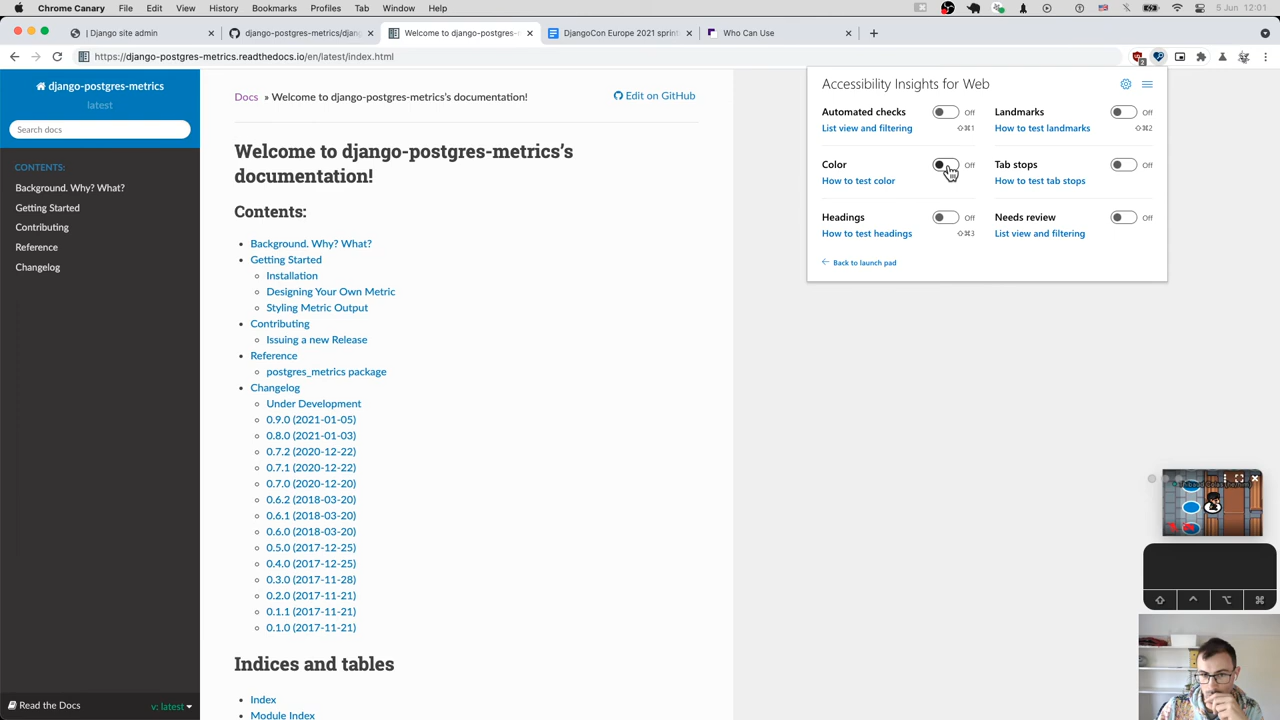 Chrome Canary File Edit View History Bookmarks Profiles Tab Window Help 5 Jun 12:01
| Django site admin
django-postgres-metrics/djan
Welcome to django-postgres-
DjangoCon Europe 2021 sprint
Who Can Use
https://django-postgres-metrics.readthedocs.io/en/latest/index.html
2
django-postgres-metrics
latest
Search docs
CONTENTS:
Background. Why? What?
Getting Started
Contributing
Reference
Changelog
Read the Docs
v: latest
Docs » Welcome to django-postgres-metrics's documentation!
Edit on GitHub
Welcome to django-postgres-metrics's
documentation!
Contents:
• Background. Why? What?
• Getting Started
◦ Installation
◦ Designing Your Own Metric
◦ Styling Metric Output
• Contributing
◦ Issuing a new Release
• Reference
◦ postgres_metrics package
• Changelog
◦ Under Development
◦ 0.9.0 (2021-01-05)
◦ 0.8.0 (2021-01-03)
◦ 0.7.2 (2020-12-22)
◦ 0.7.1 (2020-12-22)
◦ 0.7.0 (2020-12-20)
◦ 0.6.2 (2018-03-20)
◦ 0.6.1 (2018-03-20)
◦ 0.6.0 (2018-03-20)
◦ 0.5.0 (2017-12-25)
◦ 0.4.0 (2017-12-25)
◦ 0.3.0 (2017-11-28)
◦ 0.2.0 (2017-11-21)
◦ 0.1.1 (2017-11-21)
◦ 0.1.0 (2017-11-21)
Indices and tables
• Index
• Module Index
Accessibility Insights for Web
Automated checks Off
List view and filtering ⇧⌘1
Landmarks Off
How to test landmarks ⇧⌘2
Color Off
How to test color
Tab stops Off
How to test tab stops
Headings Off
How to test headings ⇧⌘3
Needs review Off
List view and filtering
Back to launch pad
⇧ ⌃ ⌥ ⌘